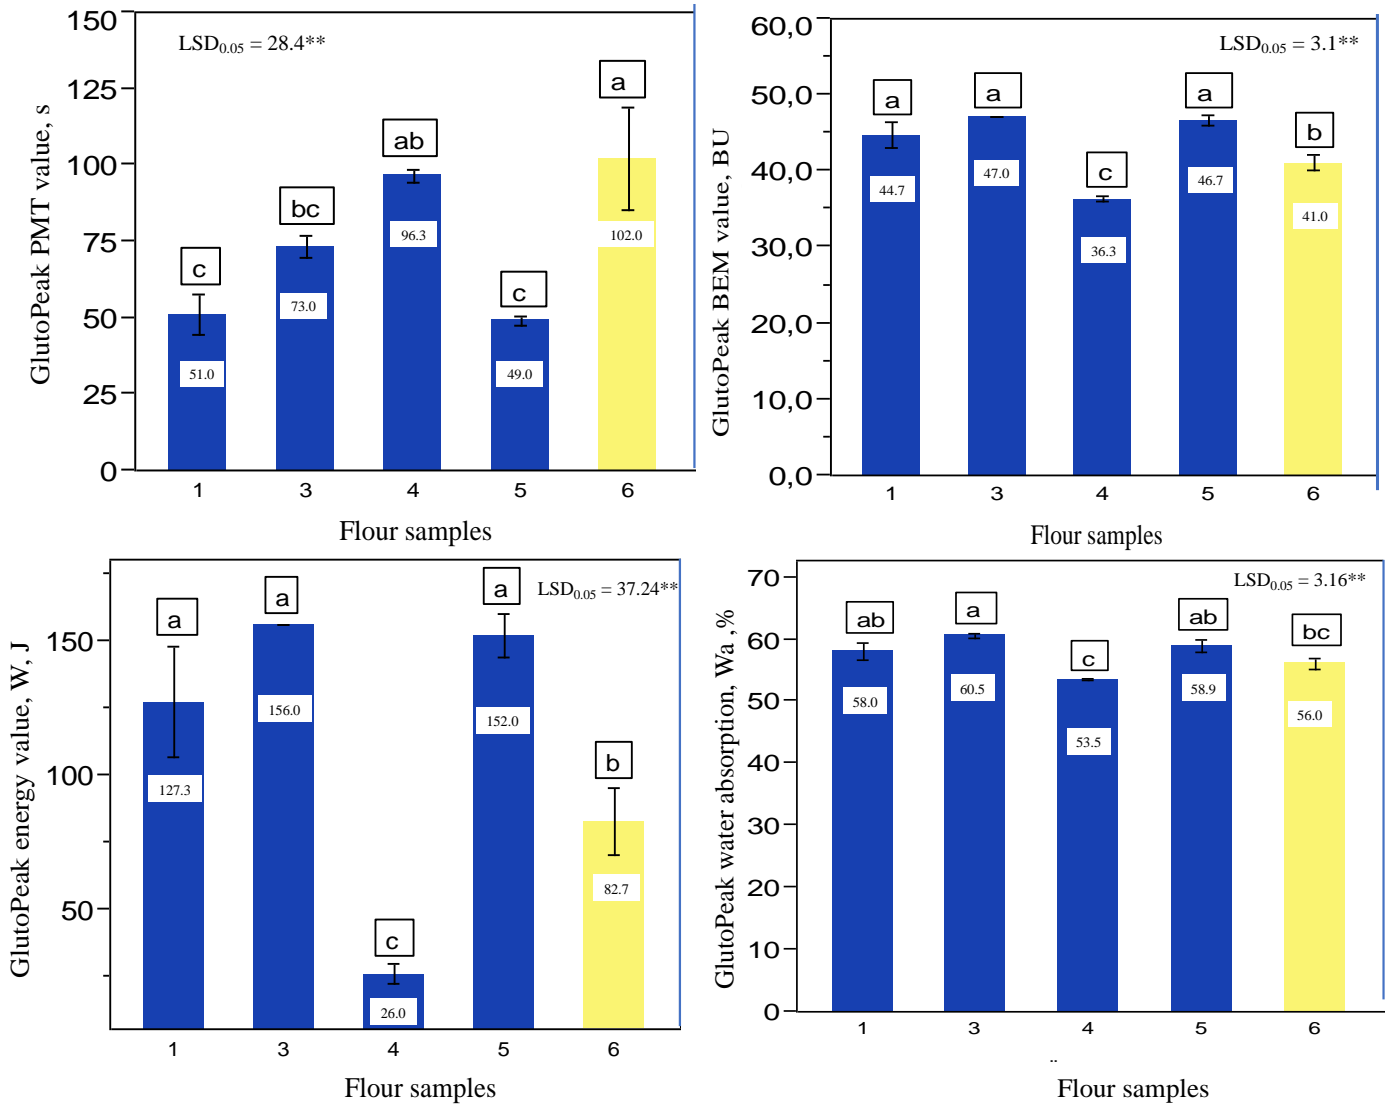 GlutoPeak PMT value, s
150
125
100
75
50
25
0
LSD0.05 = 28.4**
c
bc
ab
c
a
51.0
73.0
96.3
49.0
102.0
1 3 4 5 6
Flour samples
GlutoPeak BEM value, BU
60,0
50,0
40,0
30,0
20,0
10,0
0,0
LSD0.05 = 3.1**
a
a
c
a
b
44.7
47.0
36.3
46.7
41.0
1 3 4 5 6
Flour samples
GlutoPeak energy value, W, J
150
100
50
LSD0.05 = 37.24**
a
a
c
a
b
127.3
156.0
26.0
152.0
82.7
1 3 4 5 6
Flour samples
GlutoPeak water absorption, Wa ,%
70
60
50
40
30
20
10
0
LSD0.05 = 3.16**
ab
a
c
ab
bc
58.0
60.5
53.5
58.9
56.0
1 3 4 5 6
..
Flour samples